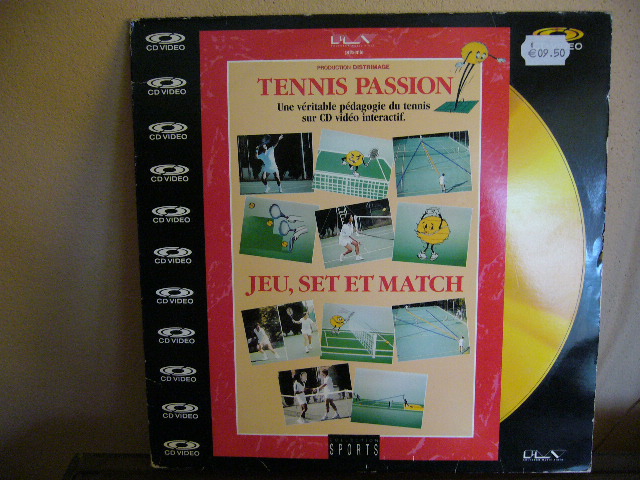 CD VIDEO
CD VIDEO
CD VIDEO
CD VIDEO
CD VIDEO
CD VIDEO
CD VIDEO
CD VIDEO
CD VIDEO
CD VIDEO
CD VIDEO
présente
PRODUCTION DISTRIMAGE
TENNIS PASSION
Une véritable pédagogie du tennis
sur CD vidéo interactif.
€09.50
JEU, SET ET MATCH
COLLECTION
SPORTS